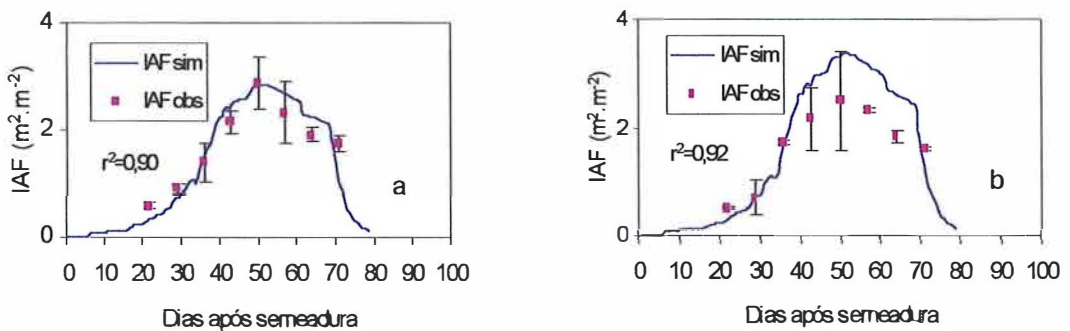 4
2
0
IAF (m².m⁻²)
IAF sim
IAF obs
r²=0,90
a
0 10 20 30 40 50 60 70 80 90 100
Dias após semeadura
4
2
0
IAF (m².m⁻²)
IAF sim
IAF obs
r²=0,92
b
0 10 20 30 40 50 60 70 80 90 100
Dias após semeadura